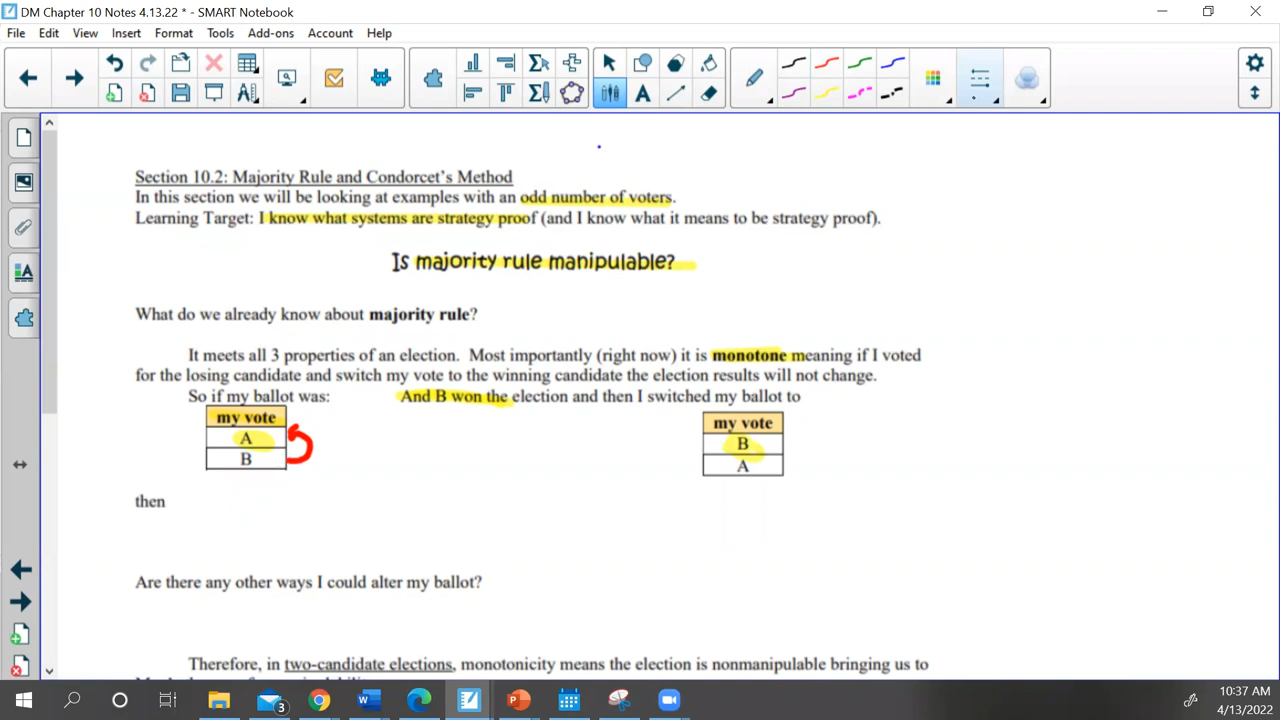 DM Chapter 10 Notes 4.13.22 * - SMART Notebook
File Edit View Insert Format Tools Add-ons Account Help
Section 10.2: Majority Rule and Condorcet's Method
In this section we will be looking at examples with an odd number of voters.
Learning Target: I know what systems are strategy proof (and I know what it means to be strategy proof).
Is majority rule manipulable?
What do we already know about majority rule?
It meets all 3 properties of an election. Most importantly (right now) it is monotone meaning if I voted
for the losing candidate and switch my vote to the winning candidate the election results will not change.
So if my ballot was: And B won the election and then I switched my ballot to
my vote my vote
A B
B A
then
Are there any other ways I could alter my ballot?
Therefore, in two-candidate elections, monotonicity means the election is nonmanipulable bringing us to
3
10:37 AM
4/13/2022